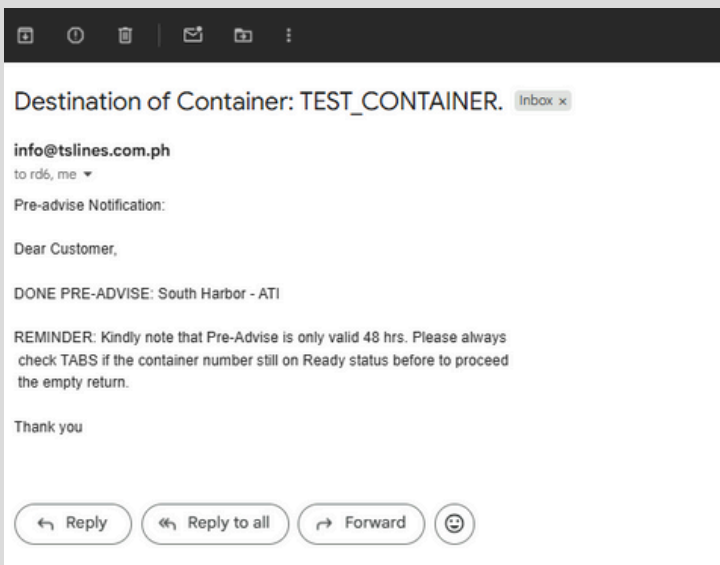 Destination of Container: TEST_CONTAINER. Inbox ×
info@tslines.com.ph
to rd6, me
Pre-advise Notification:
Dear Customer,
DONE PRE-ADVISE: South Harbor - ATI
REMINDER: Kindly note that Pre-Advise is only valid 48 hrs. Please always
check TABS if the container number still on Ready status before to proceed
the empty return.
Thank you
Reply Reply to all Forward